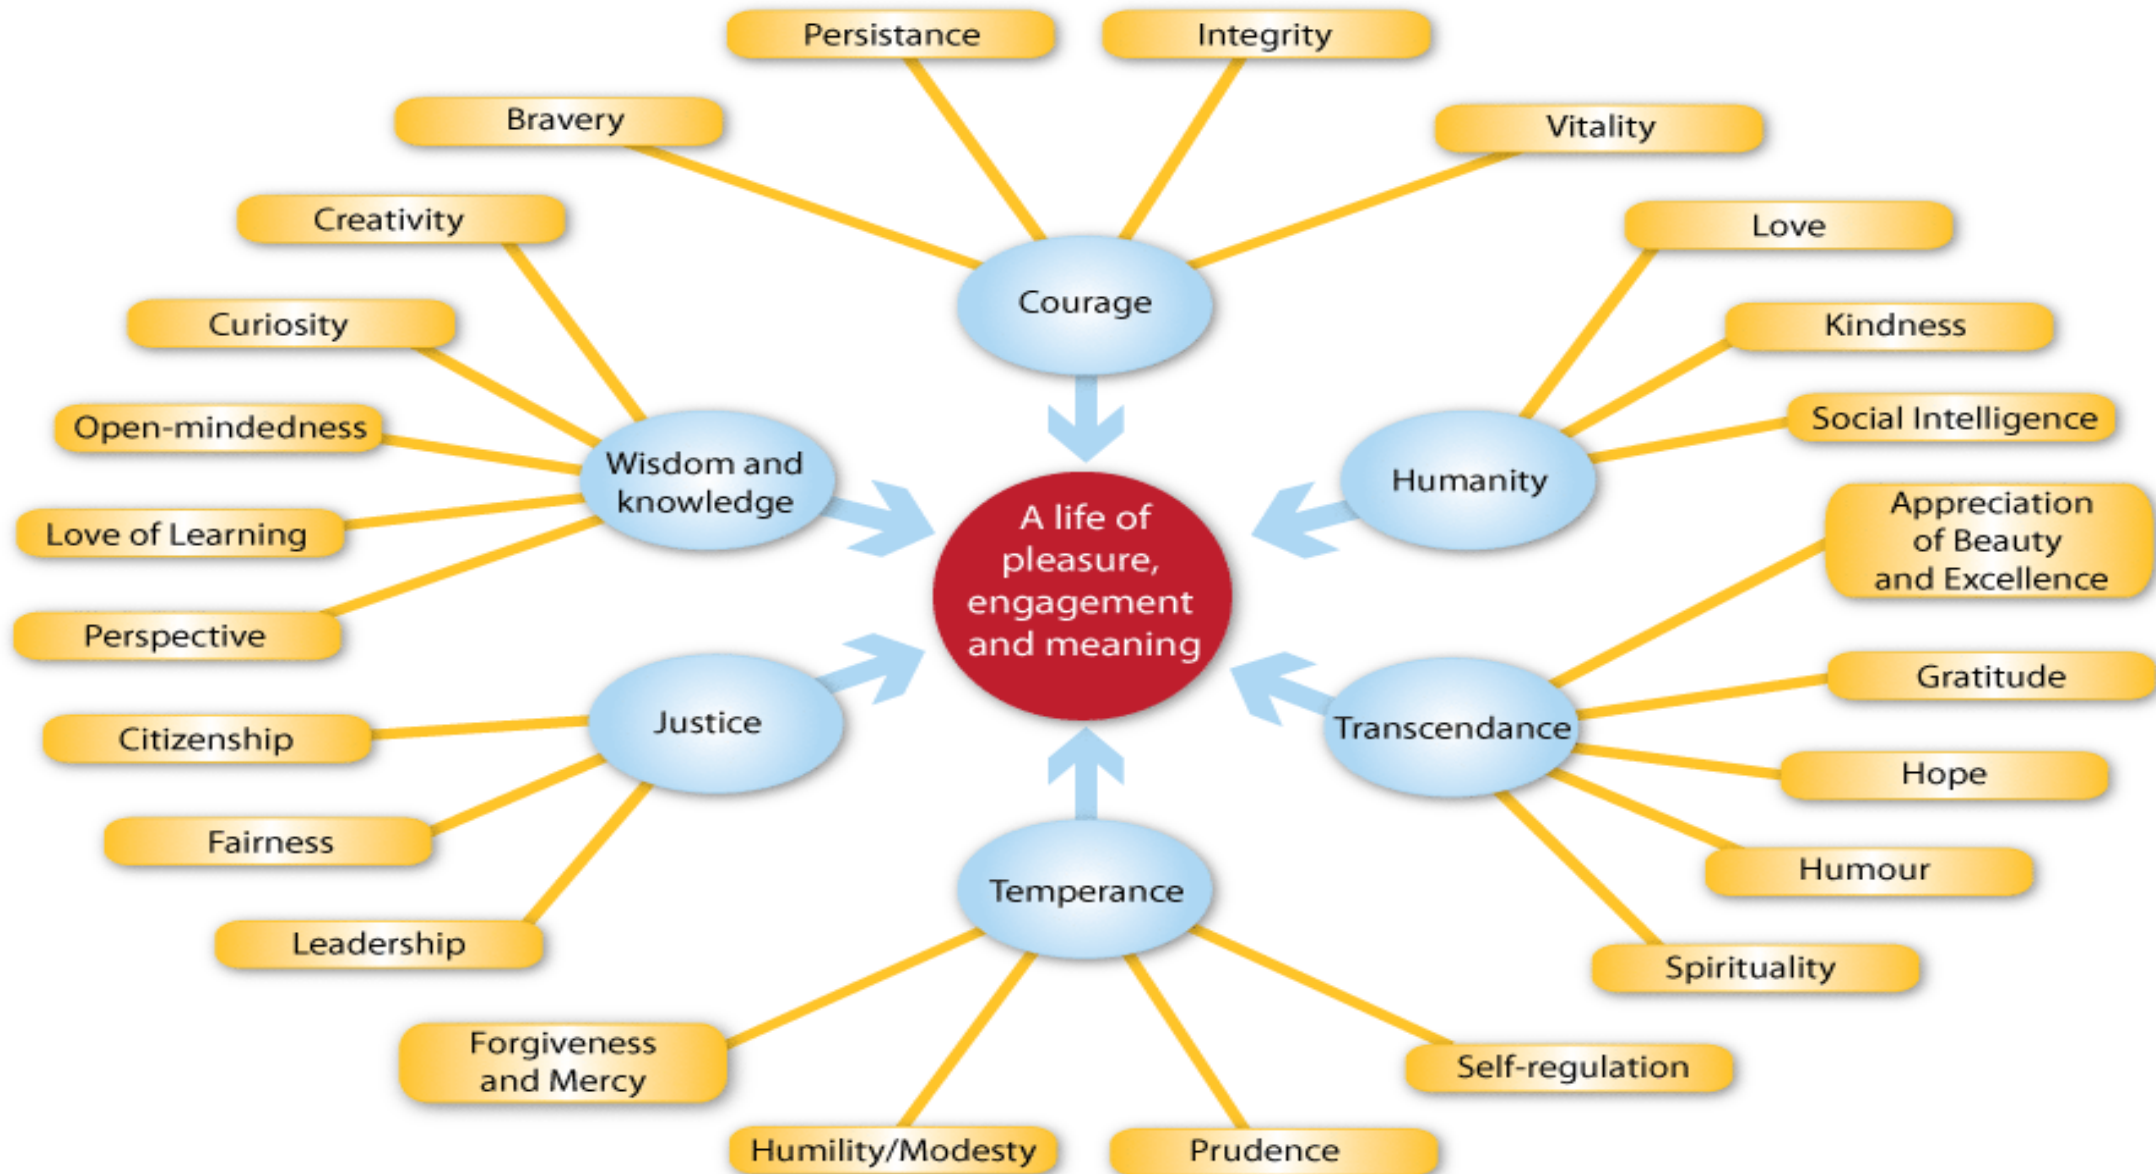 Persistance
Integrity
Bravery
Vitality
Creativity
Love
Curiosity
Kindness
Courage
Open-mindedness
Social Intelligence
Wisdom and
knowledge
Humanity
Love of Learning
Appreciation
of Beauty
and Excellence
A life of
pleasure,
engagement
and meaning
Perspective
Gratitude
Citizenship
Justice
Transcendance
Hope
Fairness
Humour
Temperance
Leadership
Spirituality
Forgiveness
and Mercy
Self-regulation
Humility/Modesty
Prudence